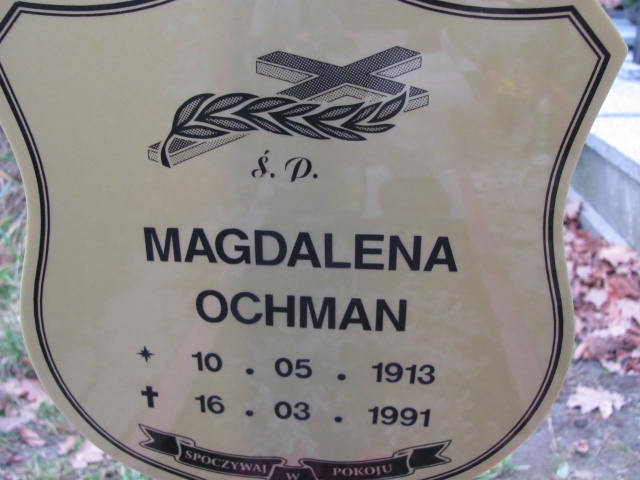 Ś. P.
MAGDALENA
OCHMAN
10 . 05 . 1913
16 . 03 . 1991
SPOCZYWAJ W POKOJU